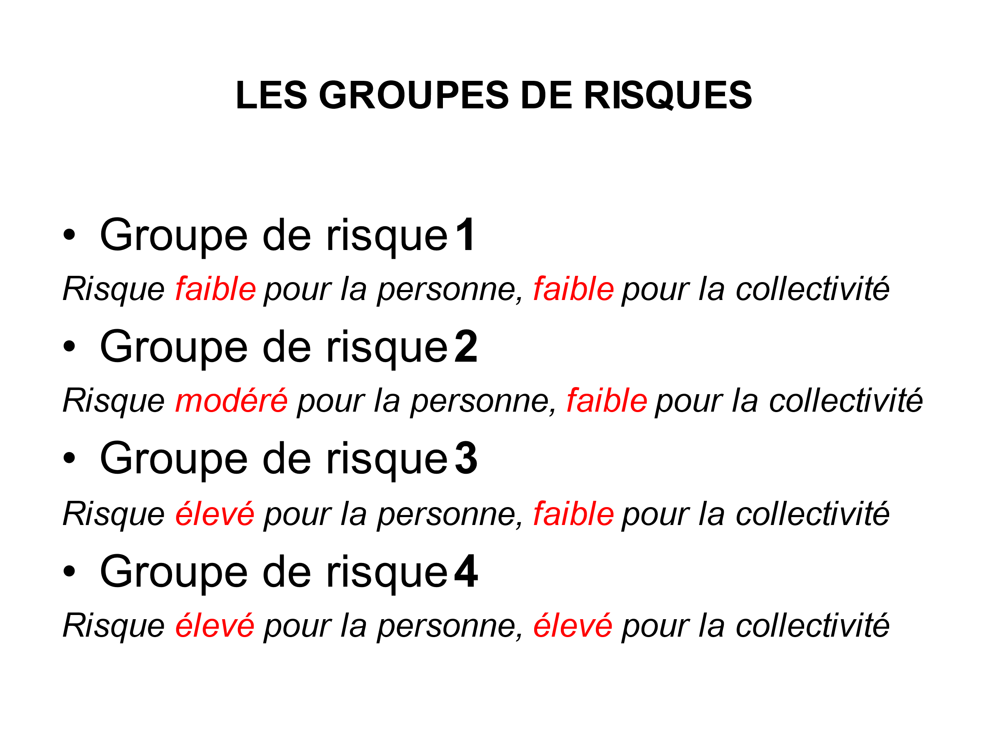 LES GROUPES DE RISQUES
• Groupe de risque 1
Risque faible pour la personne, faible pour la collectivité
• Groupe de risque 2
Risque modéré pour la personne, faible pour la collectivité
• Groupe de risque 3
Risque élevé pour la personne, faible pour la collectivité
• Groupe de risque 4
Risque élevé pour la personne, élevé pour la collectivité